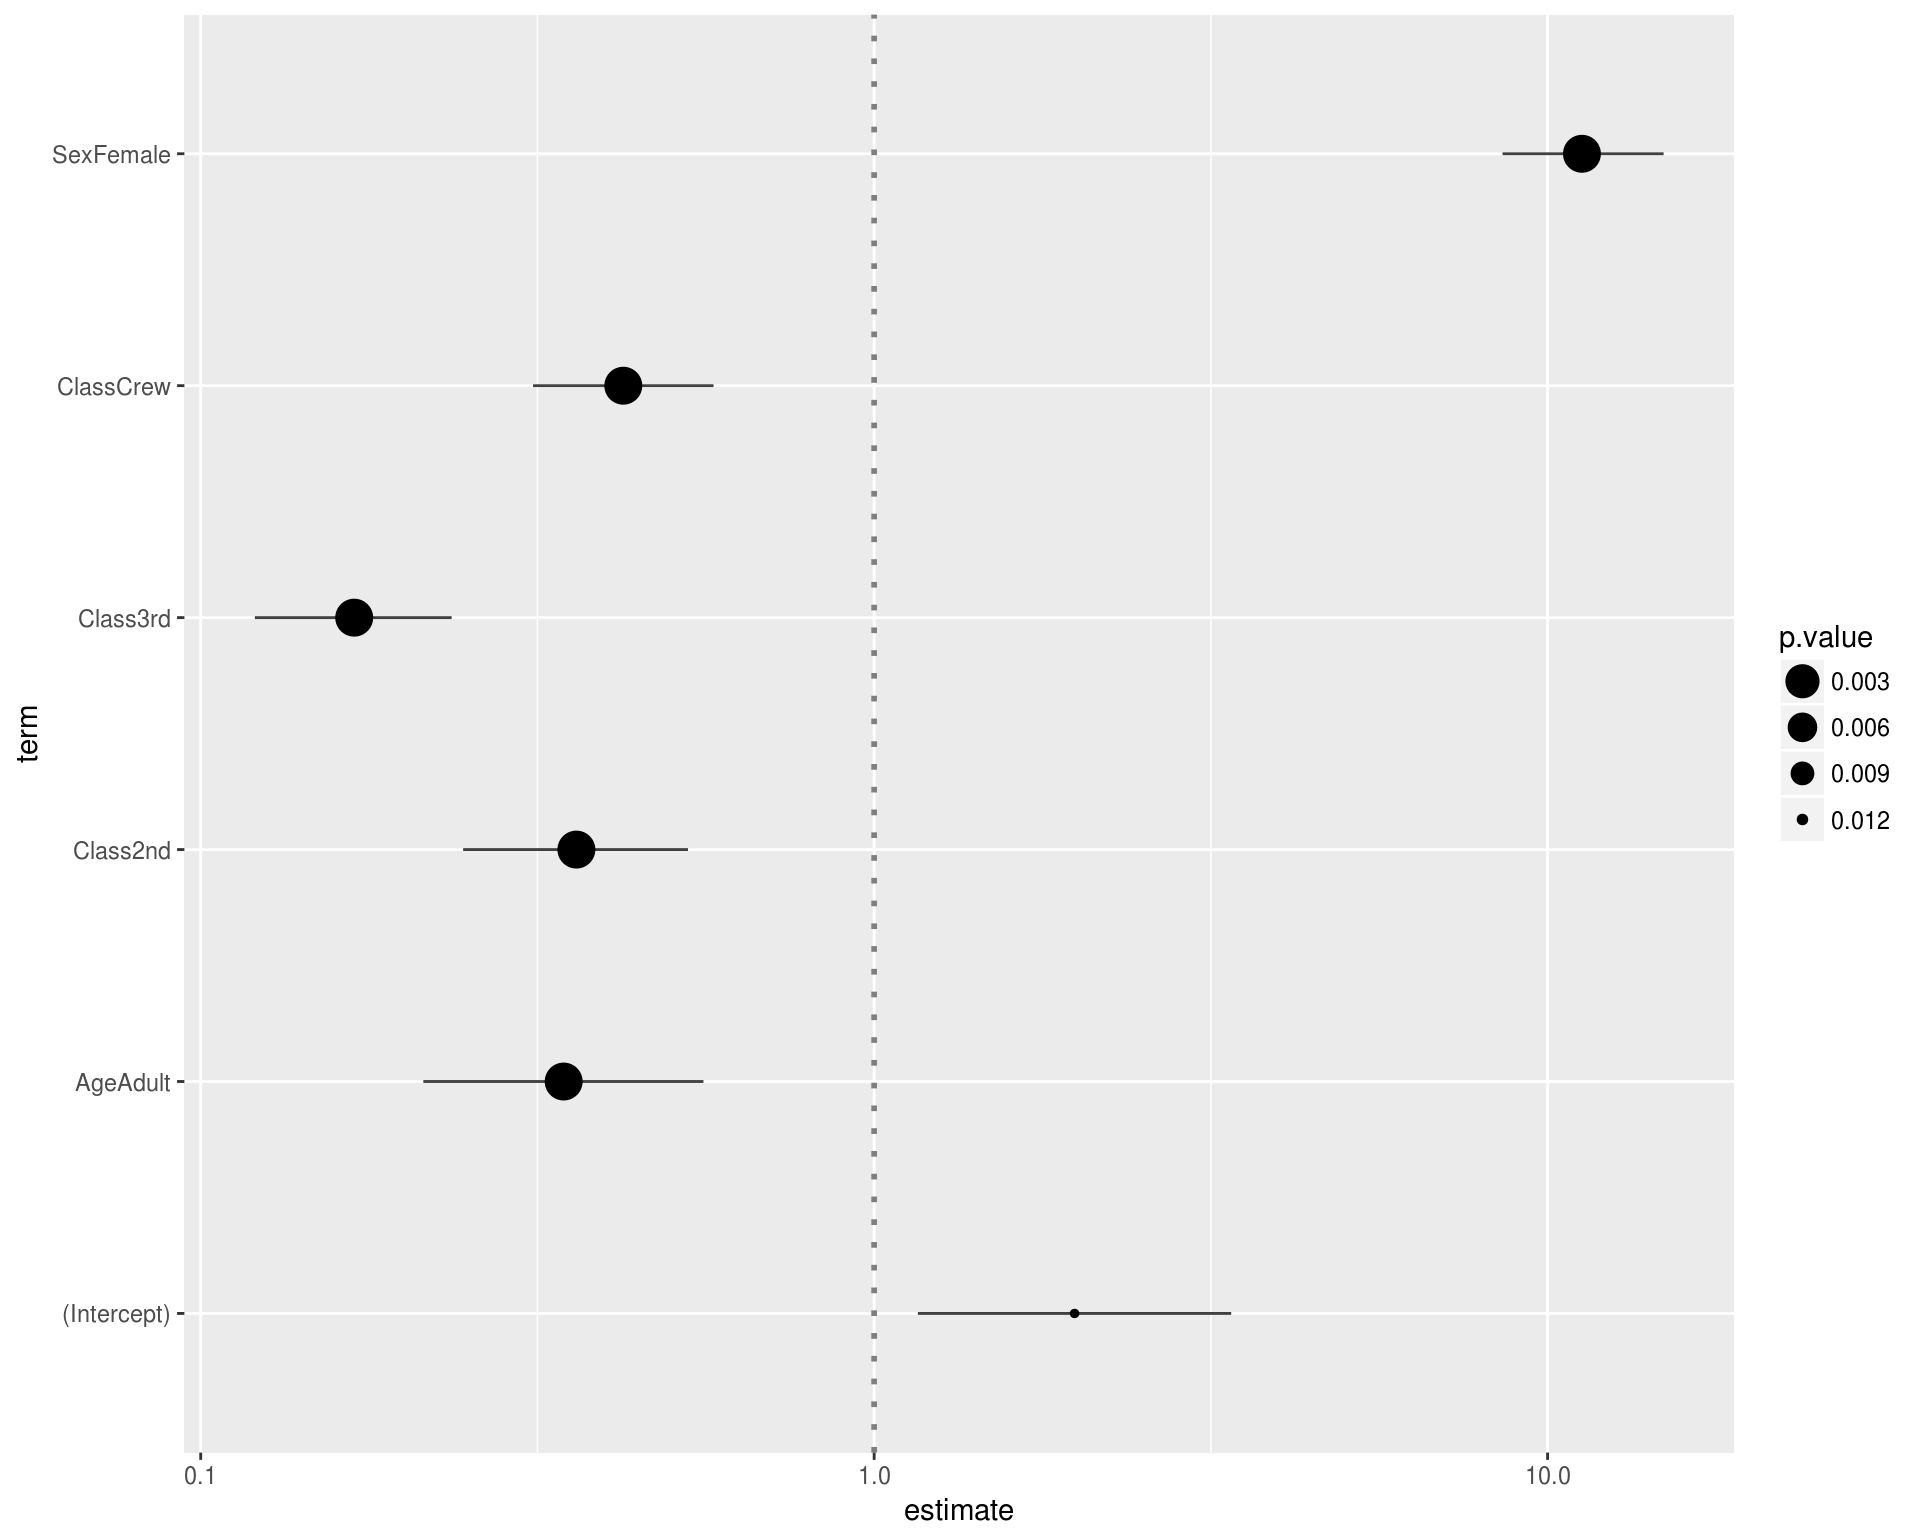 SexFemale
ClassCrew
Class3rd
Class2nd
AgeAdult
(Intercept)
term
0.1
1.0
10.0
estimate
p.value
0.003
0.006
0.009
0.012